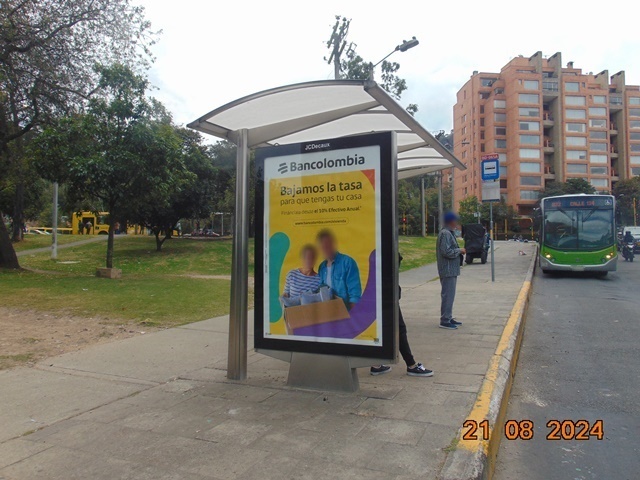 JCDecaux
Bancolombia
Bajamos la tasa
para que tengas tu casa
21 08 2024